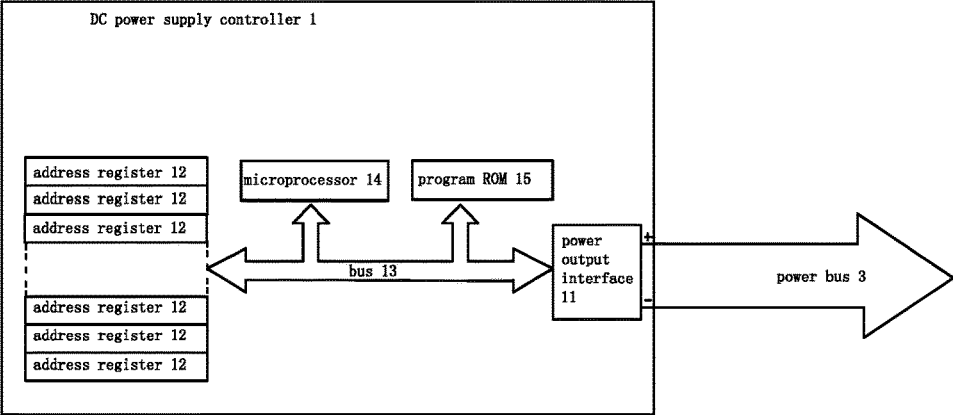 DC power supply controller 1
address register 12
address register 12
address register 12
address register 12
address register 12
address register 12
microprocessor 14
program ROM 15
bus 13
power
output
interface
11
+
-
power bus 3